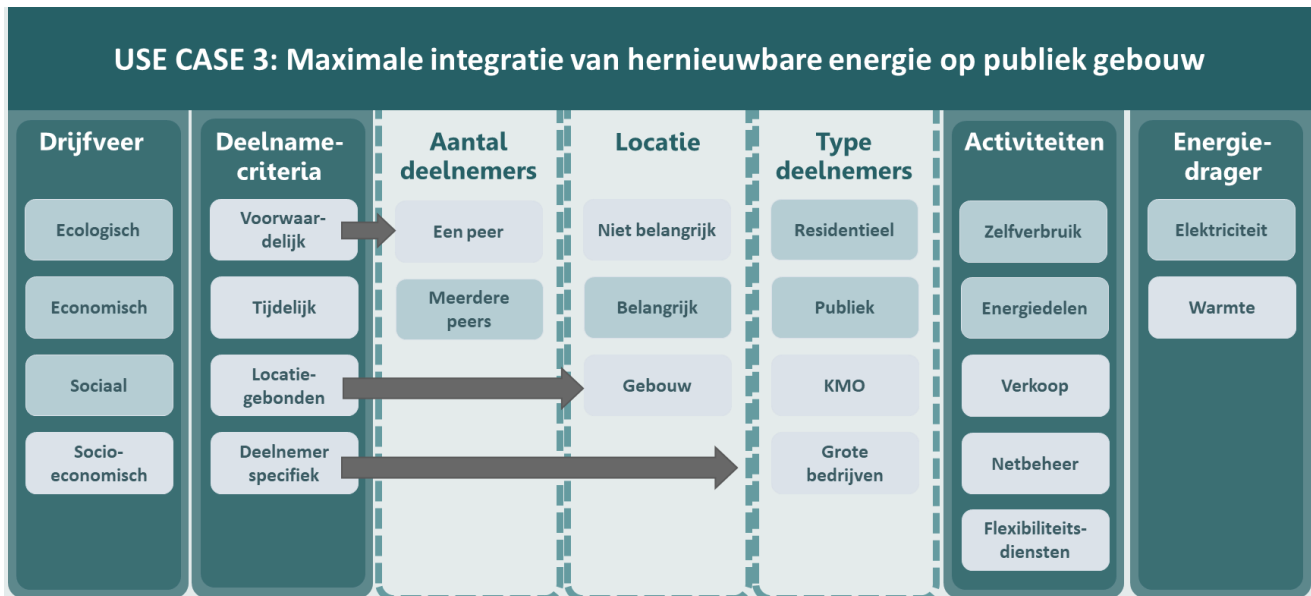 USE CASE 3: Maximale integratie van hernieuwbare energie op publiek gebouw
Drijfveer
Ecologisch
Economisch
Sociaal
Socio-
economisch
Deelname-
criteria
Voorwaar-
delijk
Tijdelijk
Locatie-
gebonden
Deelnemer
specifiek
Aantal
deelnemers
Een peer
Meerdere
peers
Locatie
Niet belangrijk
Belangrijk
Gebouw
Type
deelnemers
Residentieel
Publiek
KMO
Grote
bedrijven
Activiteiten
Zelfverbruik
Energiedelen
Verkoop
Netbeheer
Flexibiliteits-
diensten
Energie-
drager
Elektriciteit
Warmte